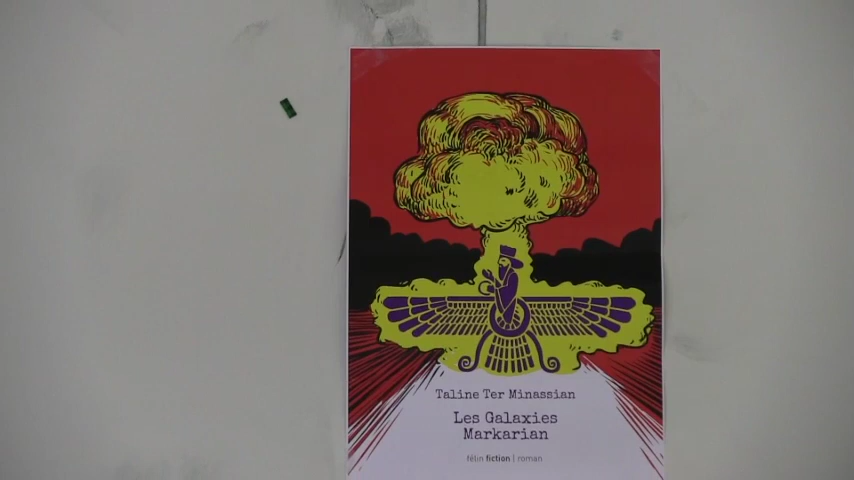 Taline Ter Minassian
Les Galaxies
Markarian
félin fiction | roman